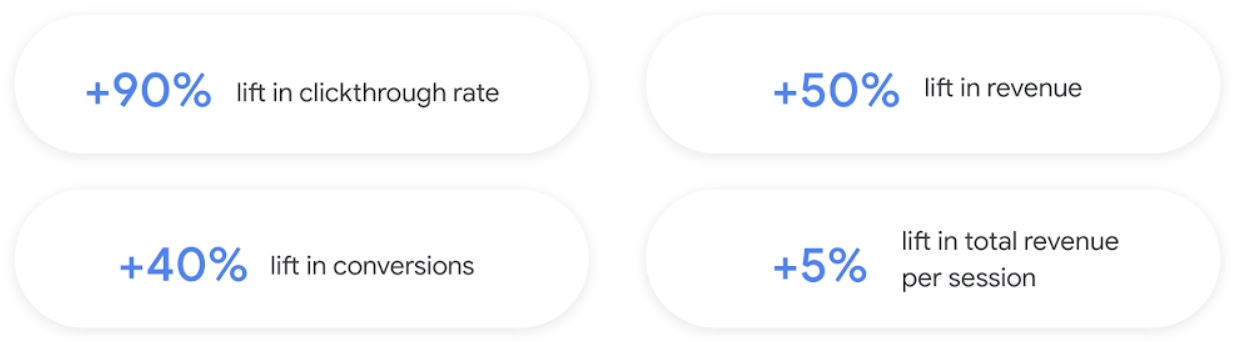 +90% lift in clickthrough rate
+50% lift in revenue
+40% lift in conversions
+5% lift in total revenue
per session